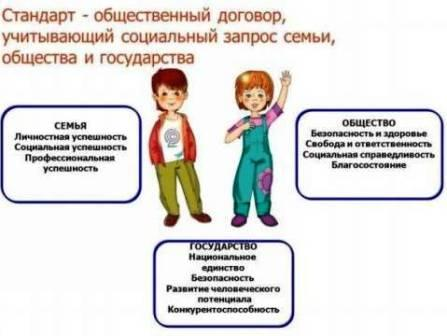 Стандарт - общественный договор,
учитывающий социальный запрос семьи,
общества и государства
СЕМЬЯ
Личностная успешность
Социальная успешность
Профессиональная
успешность
ОБЩЕСТВО
Безопасность и здоровье
Свобода и ответственность
Социальная справедливость
Благосостояние
ГОСУДАРСТВО
Национальное
единство
Безопасность
Развитие человеческого
потенциала
Конкурентоспособность